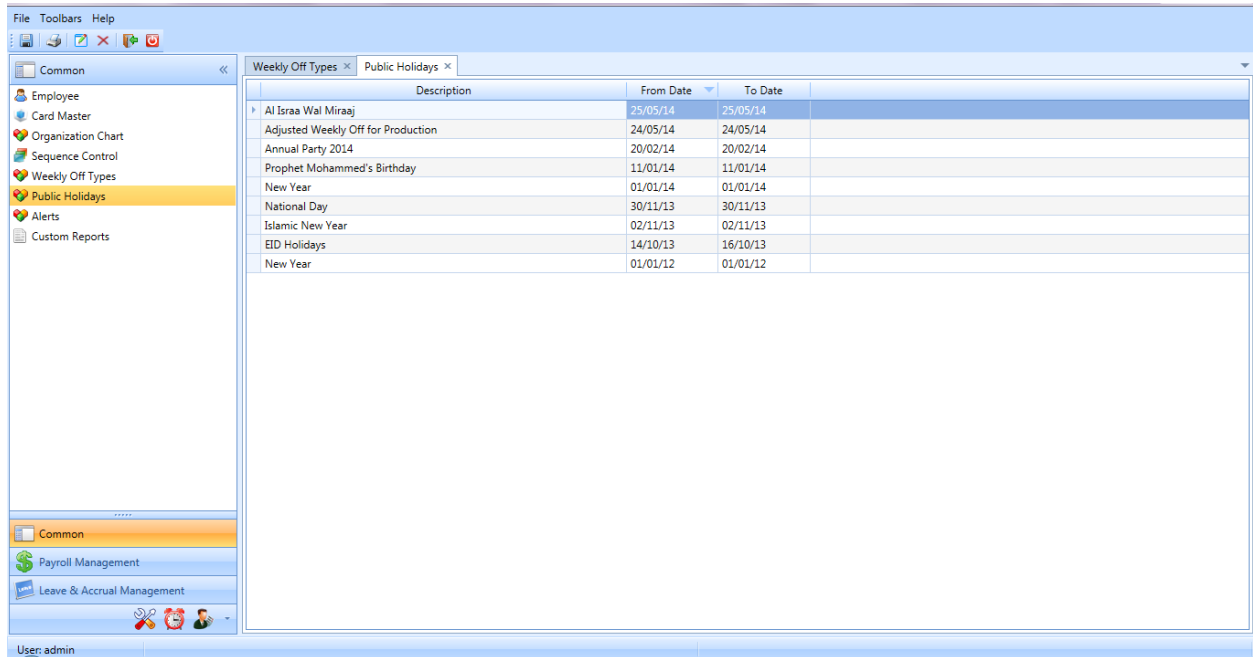 File Toolbars Help
Common «
Employee
Card Master
Organization Chart
Sequence Control
Weekly Off Types
Public Holidays
Alerts
Custom Reports
Common
Payroll Management
Leave & Accrual Management
Weekly Off Types × Public Holidays ×
Description From Date To Date
Al Israa Wal Miraaj 25/05/14 25/05/14
Adjusted Weekly Off for Production 24/05/14 24/05/14
Annual Party 2014 20/02/14 20/02/14
Prophet Mohammed's Birthday 11/01/14 11/01/14
New Year 01/01/14 01/01/14
National Day 30/11/13 30/11/13
Islamic New Year 02/11/13 02/11/13
EID Holidays 14/10/13 16/10/13
New Year 01/01/12 01/01/12
User: admin